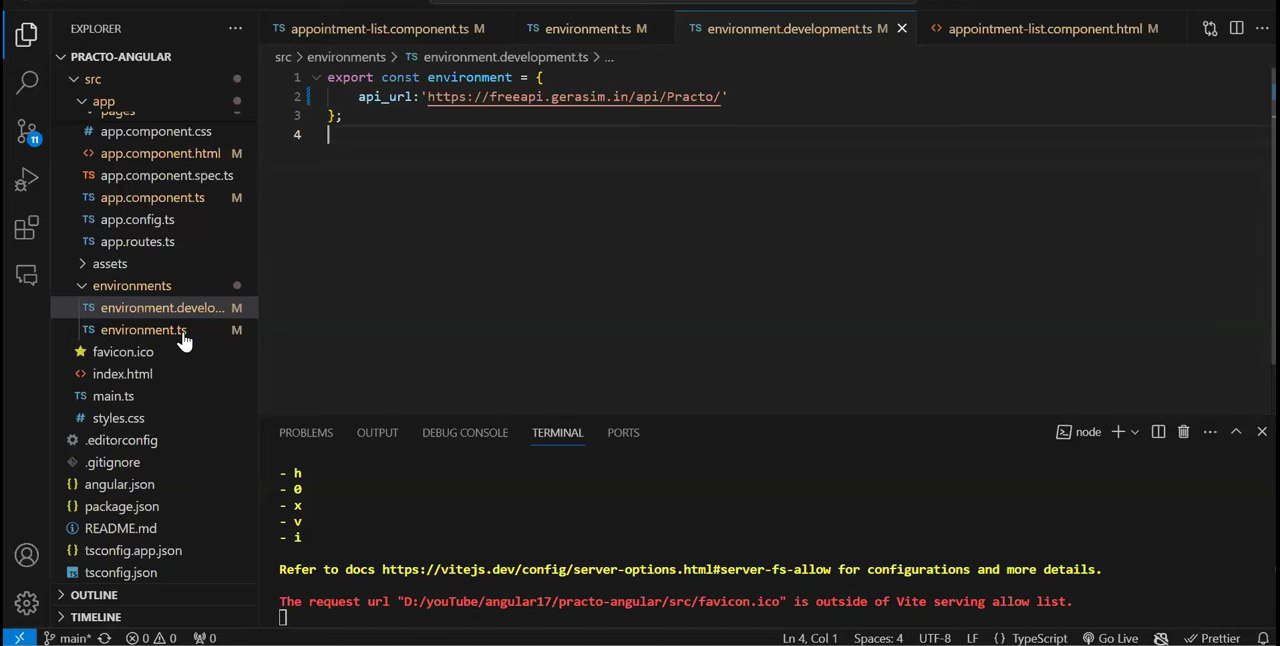 EXPLORER
PRACTO-ANGULAR
src
app
pages
# app.component.css
<> app.component.html M
app.component.spec.ts
TS app.component.ts M
TS app.config.ts
TS app.routes.ts
assets
environments
TS environment.develo... M
TS environment.ts M
favicon.ico
<> index.html
TS main.ts
# styles.css
.editorconfig
.gitignore
{} angular.json
{} package.json
README.md
{} tsconfig.app.json
tsconfig.json
OUTLINE
TIMELINE
11
TS appointment-list.component.ts M
TS environment.ts M
TS environment.development.ts M
<> appointment-list.component.html M
src > environments > TS environment.development.ts > ...
1 export const environment = {
2 api_url:'https://freeapi.gerasim.in/api/Practo/'
3 };
4
PROBLEMS OUTPUT DEBUG CONSOLE TERMINAL PORTS
node
- h
- 0
- x
- v
- i
Refer to docs https://vitejs.dev/config/server-options.html#server-fs-allow for configurations and more details.
The request url "D:/youTube/angular17/practo-angular/src/favicon.ico" is outside of Vite serving allow list.
main* 0 0 0 Ln 4, Col 1 Spaces: 4 UTF-8 LF {} TypeScript Go Live Prettier